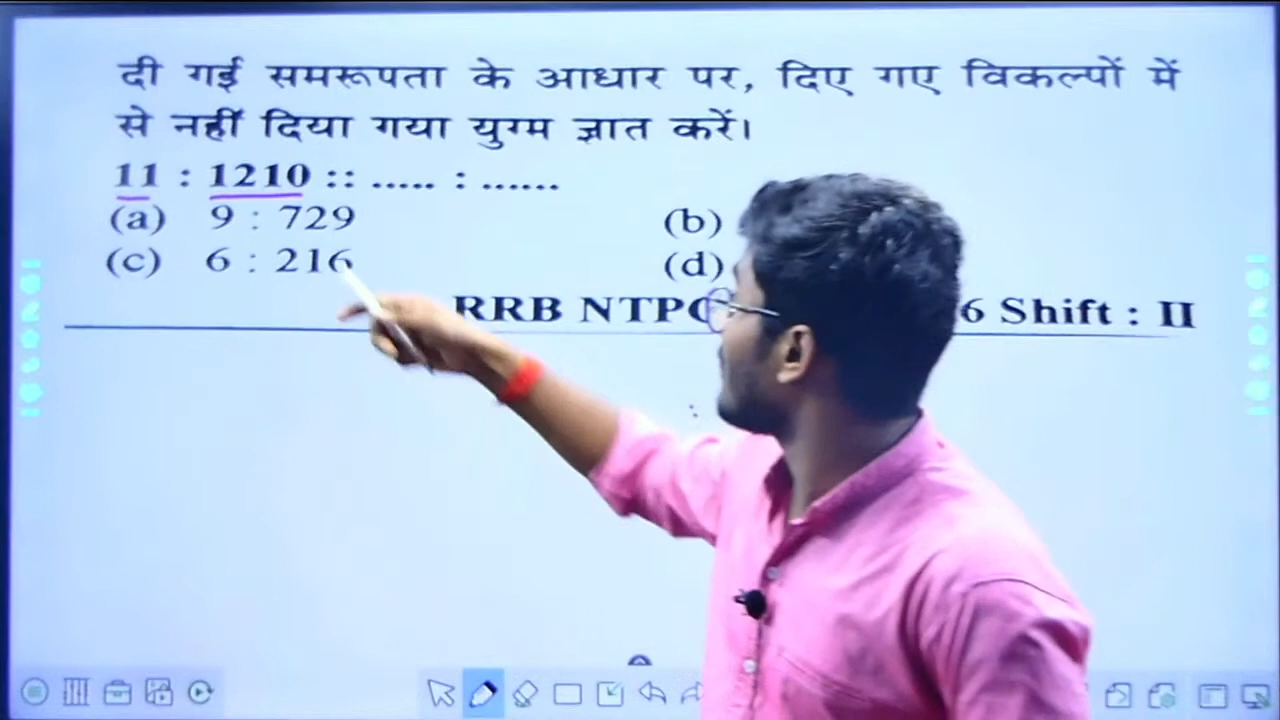 दी गई समरूपता के आधार पर, दिए गए विकल्पों में
से नहीं दिया गया युग्म ज्ञात करें।
11 : 1210 :: ..... : ......
(a) 9 : 729 (b)
(c) 6 : 216 (d)
RRB NTPC 6 Shift : II